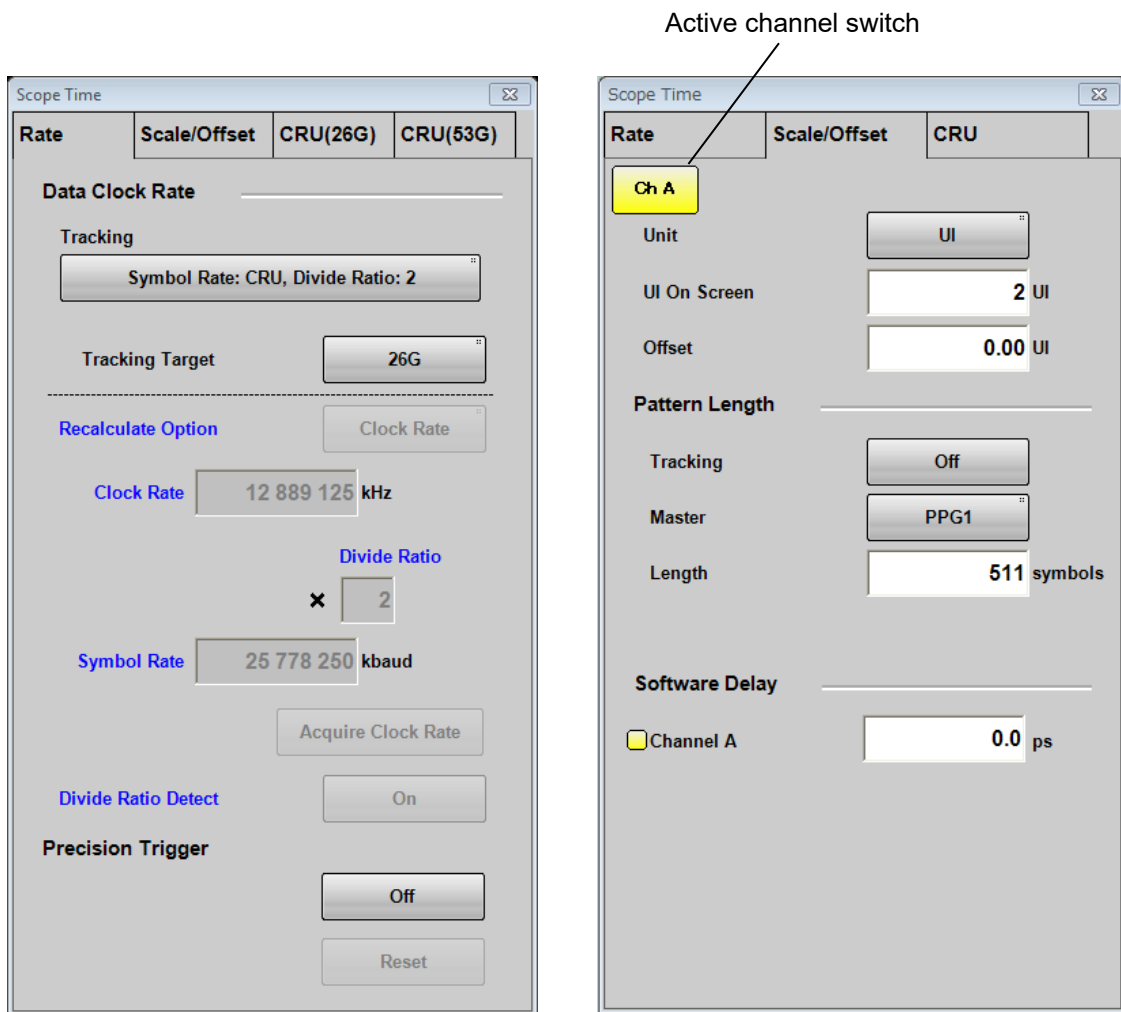 Active channel switch
Scope Time
Rate Scale/Offset CRU(26G) CRU(53G)
Data Clock Rate
Tracking
Symbol Rate: CRU, Divide Ratio: 2
Tracking Target 26G
Recalculate Option Clock Rate
Clock Rate 12 889 125 kHz
Divide Ratio
× 2
Symbol Rate 25 778 250 kbaud
Acquire Clock Rate
Divide Ratio Detect On
Precision Trigger
Off
Reset
Scope Time
Rate Scale/Offset CRU
Ch A
Unit UI
UI On Screen 2 UI
Offset 0.00 UI
Pattern Length
Tracking Off
Master PPG1
Length 511 symbols
Software Delay
Channel A 0.0 ps